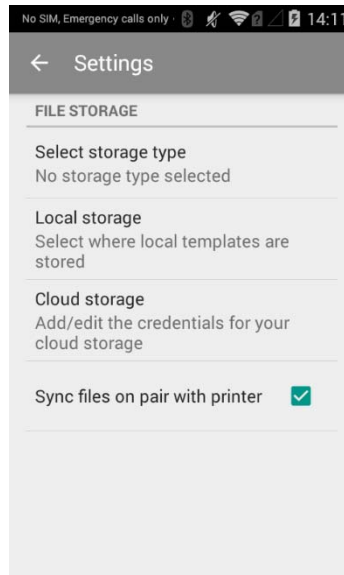 No SIM, Emergency calls only · 14:11
Settings
FILE STORAGE
Select storage type
No storage type selected
Local storage
Select where local templates are
stored
Cloud storage
Add/edit the credentials for your
cloud storage
Sync files on pair with printer